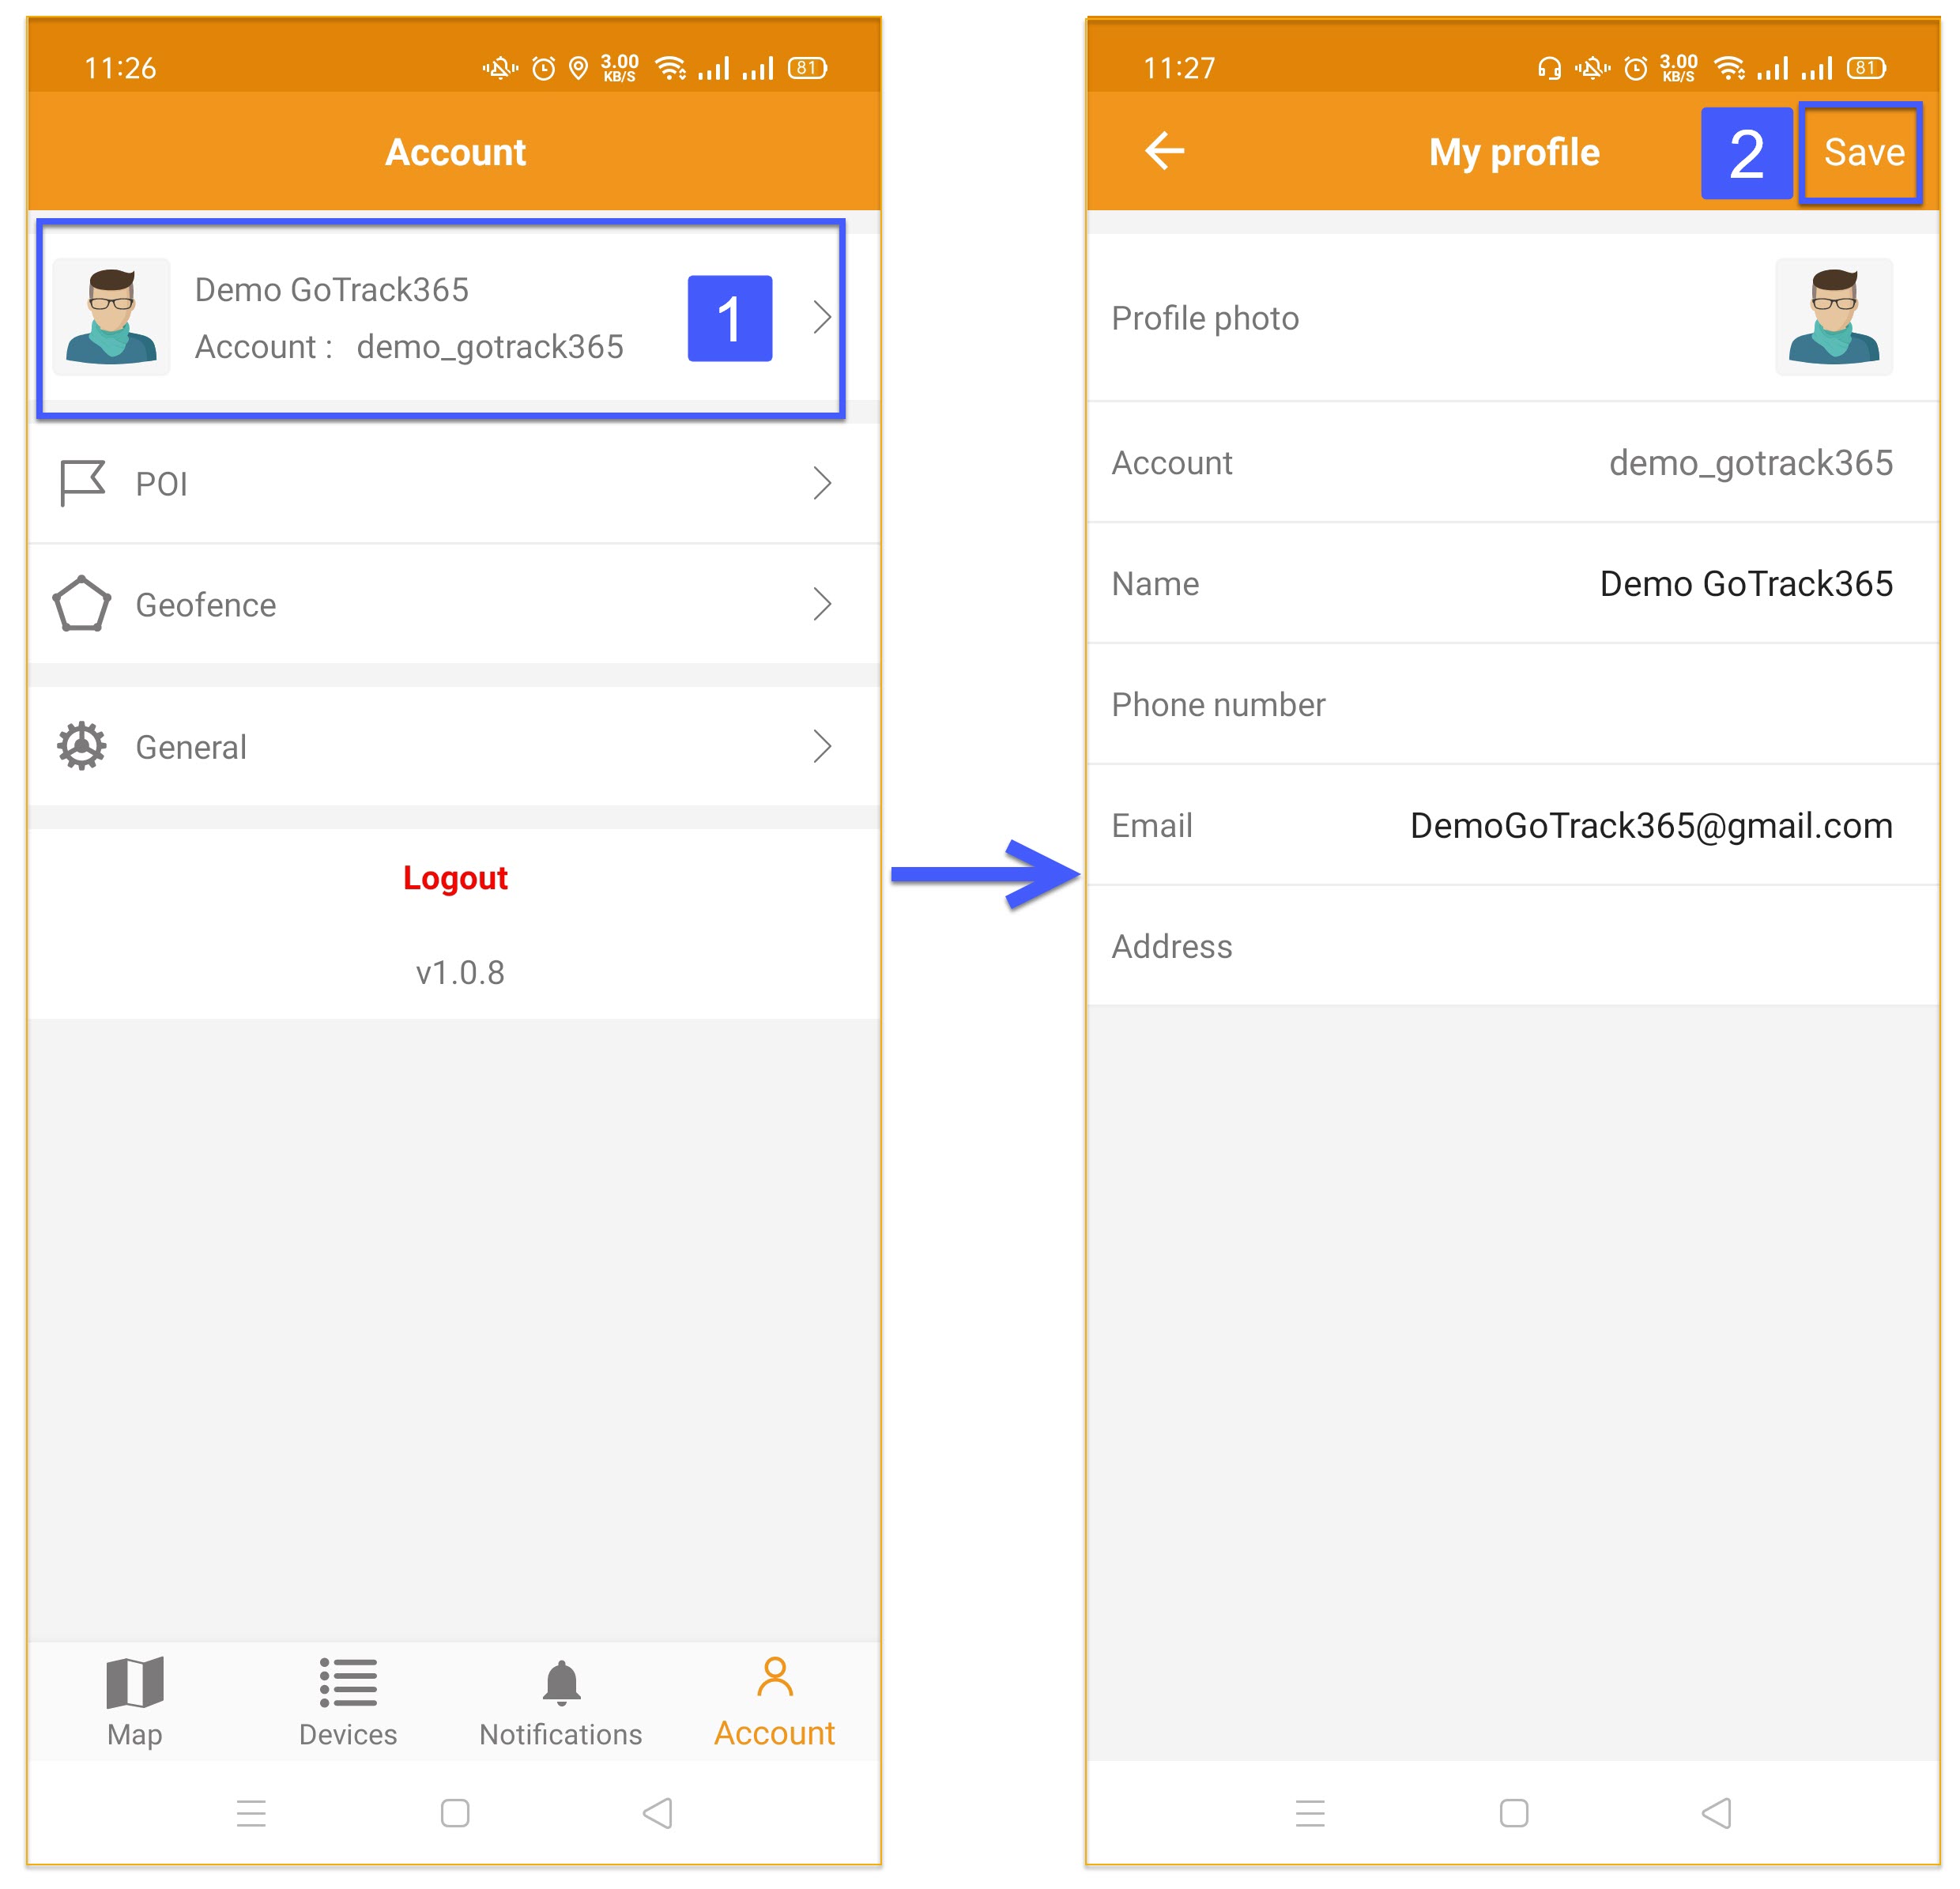 11:26
3.00
KB/S
81
Account
Demo GoTrack365
Account : demo_gotrack365
1
POI
Geofence
General
Logout
v1.0.8
Map
Devices
Notifications
Account
11:27
3.00
KB/S
81
My profile
2
Save
Profile photo
Account
demo_gotrack365
Name
Demo GoTrack365
Phone number
Email
DemoGoTrack365@gmail.com
Address